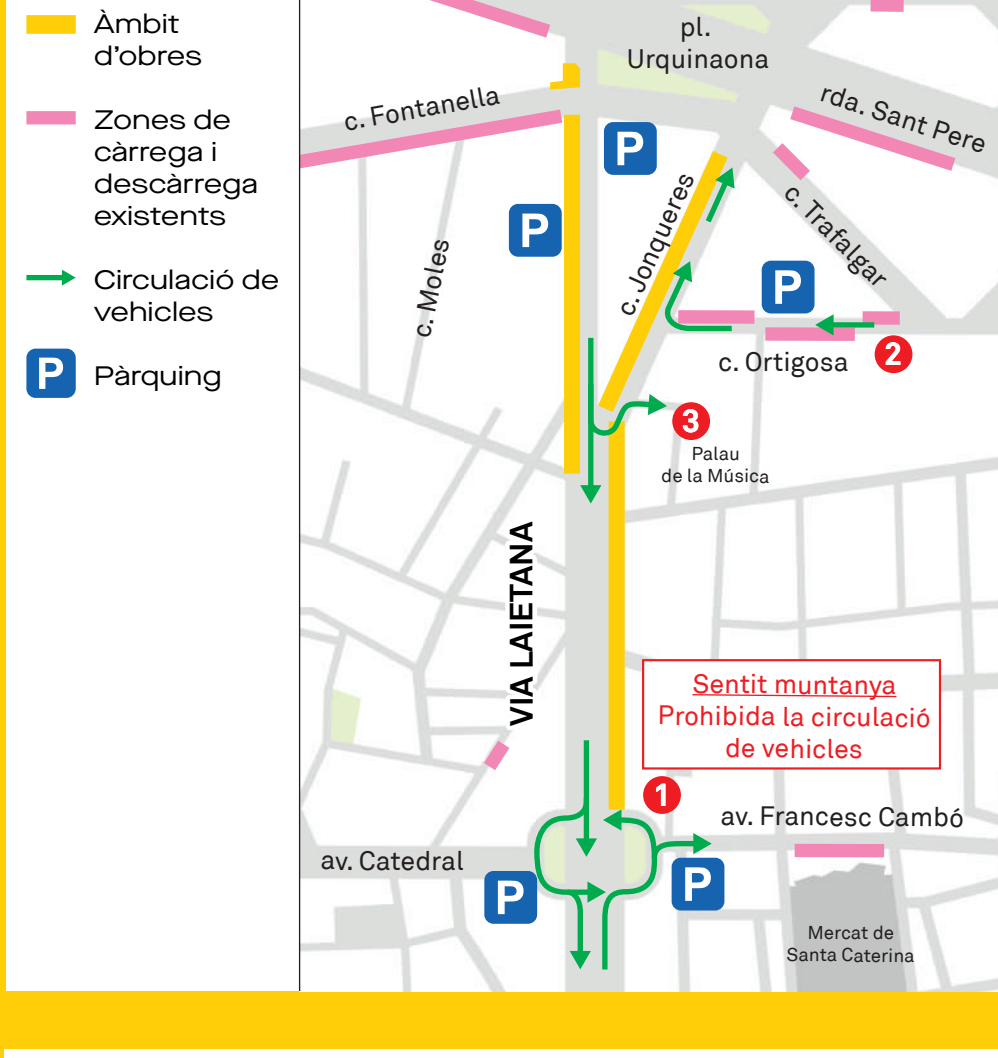 Àmbit
d'obres
Zones de
càrrega i
descàrrega
existents
Circulació de
vehicles
P
Pàrquing
pl.
Urquinaona
c. Fontanella
rda. Sant Pere
P
P
c. Jonqueres
c. Trafalgar
c. Moles
P
c. Ortigosa
2
3
Palau
de la Música
VIA LAIETANA
Sentit muntanya
Prohibida la circulació
de vehicles
1
av. Francesc Cambó
av. Catedral
P
P
Mercat de
Santa Caterina